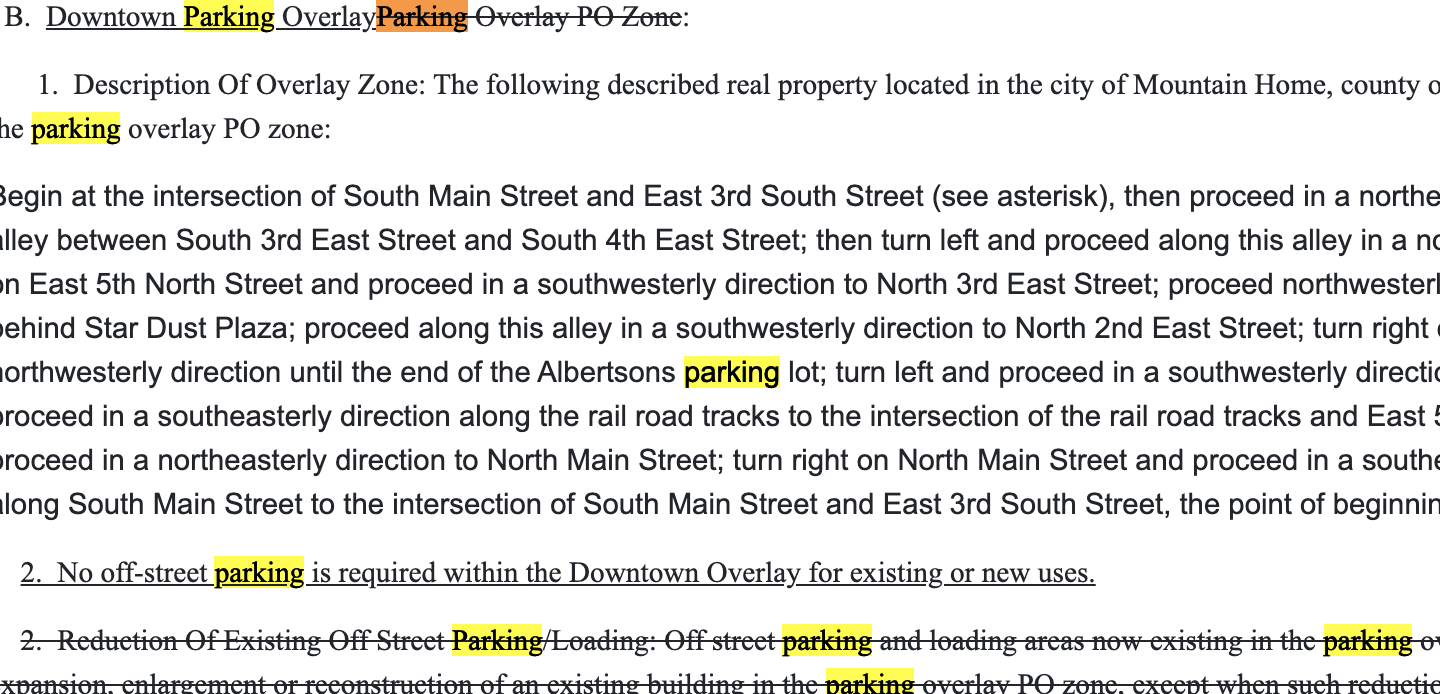 B. Downtown Parking OverlayParking Overlay PO Zone:
1. Description Of Overlay Zone: The following described real property located in the city of Mountain Home, county
parking overlay PO zone:
Begin at the intersection of South Main Street and East 3rd South Street (see asterisk), then proceed in a
alley between South 3rd East Street and South 4th East Street; then turn left and proceed along this alley in a
on East 5th North Street and proceed in a southwesterly direction to North 3rd East Street; proceed
behind Star Dust Plaza; proceed along this alley in a southwesterly direction to North 2nd East Street; turn right
northwesterly direction until the end of the Albertsons parking lot; turn left and proceed in a southwesterly
proceed in a southeasterly direction along the rail road tracks to the intersection of the rail road tracks and East
proceed in a northeasterly direction to North Main Street; turn right on North Main Street and proceed in a
along South Main Street to the intersection of South Main Street and East 3rd South Street, the point of
2. No off-street parking is required within the Downtown Overlay for existing or new uses.
2. Reduction Of Existing Off Street Parking/Loading: Off street parking and loading areas now existing in the parking
enlargement or reconstruction of an existing building in the parking overlay PO zone, except when such